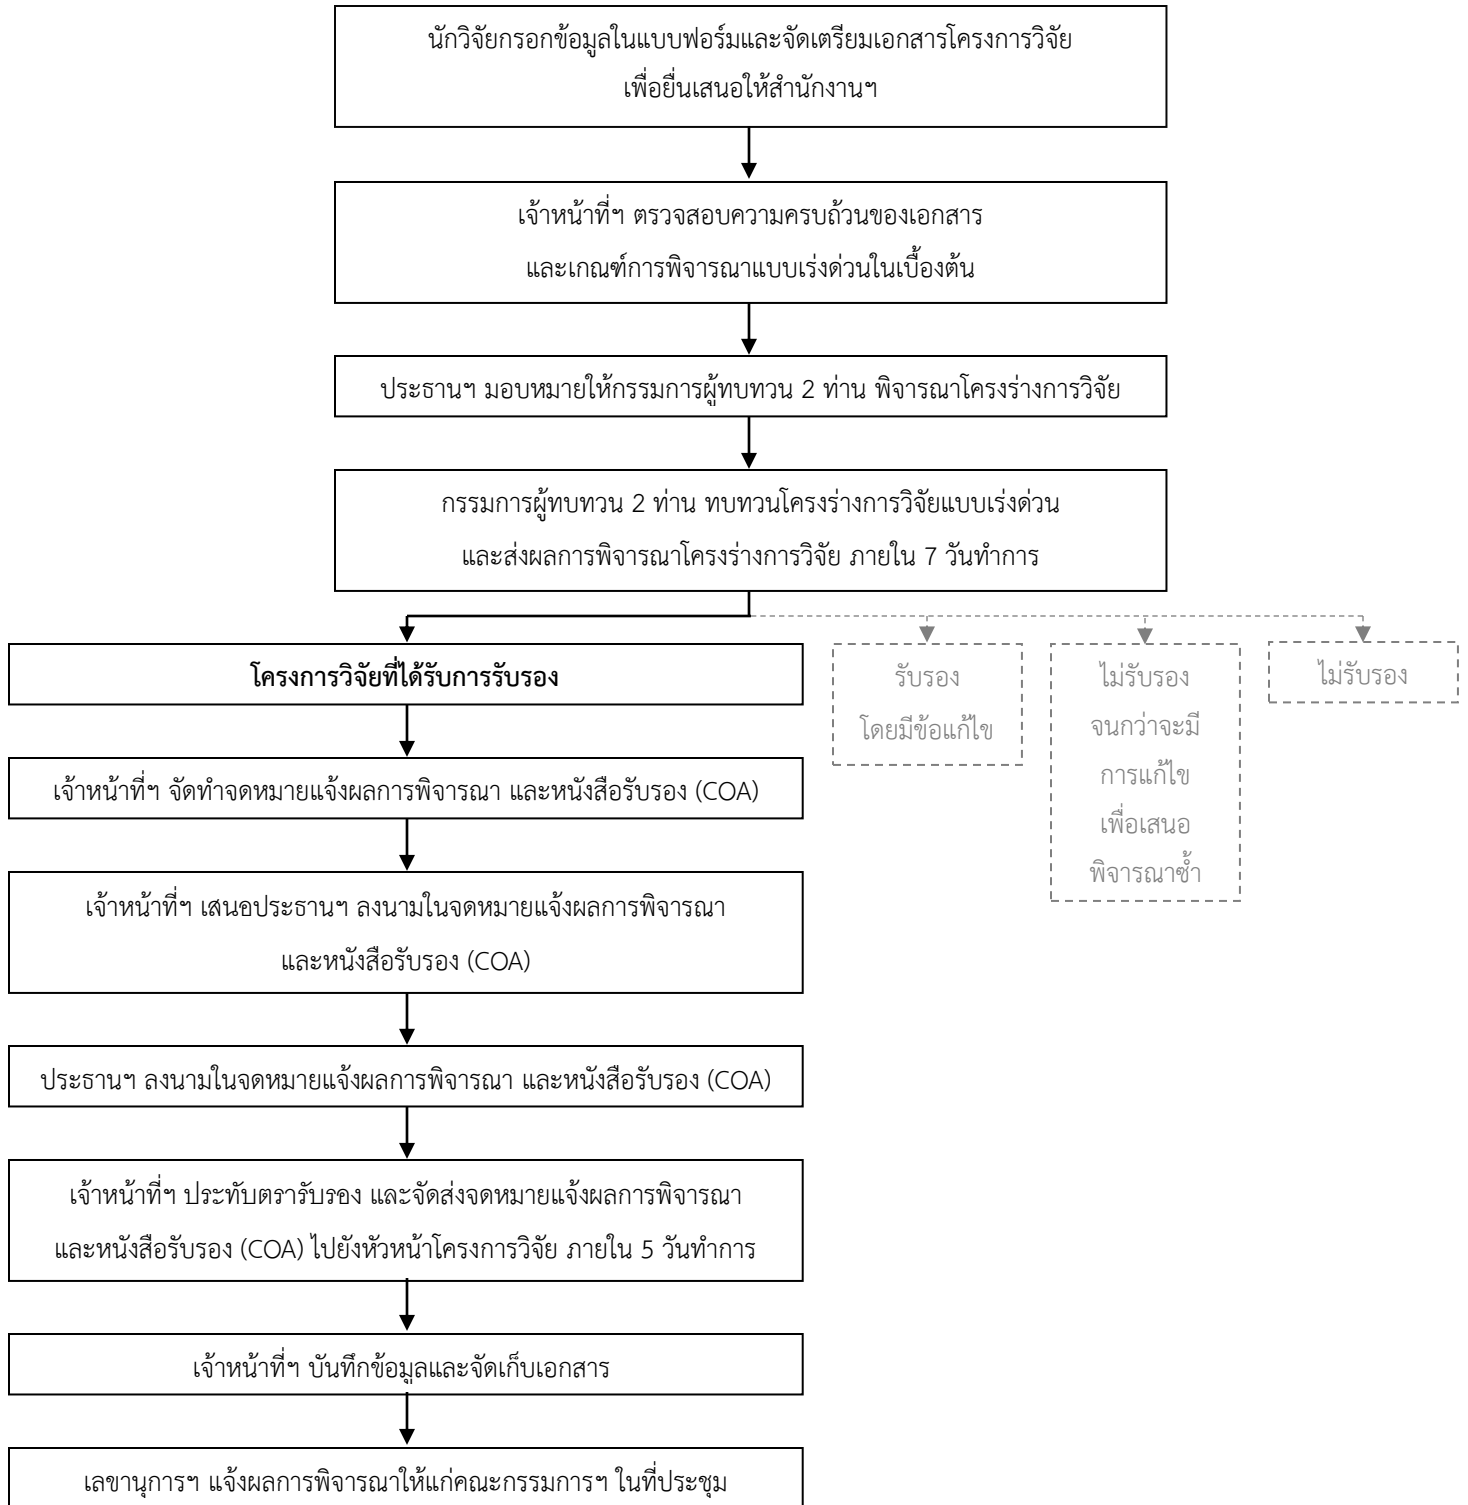 นักวิจัยกรอกข้อมูลในแบบฟอร์มและจัดเตรียมเอกสารโครงการวิจัย
เพื่อยื่นเสนอให้สำนักงานฯ
เจ้าหน้าที่ฯ ตรวจสอบความครบถ้วนของเอกสาร
และเกณฑ์การพิจารณาแบบเร่งด่วนในเบื้องต้น
ประธานฯ มอบหมายให้กรรมการผู้ทบทวน 2 ท่าน พิจารณาโครงร่างการวิจัย
กรรมการผู้ทบทวน 2 ท่าน ทบทวนโครงร่างการวิจัยแบบเร่งด่วน
และส่งผลการพิจารณาโครงร่างการวิจัย ภายใน 7 วันทำการ
โครงการวิจัยที่ได้รับการรับรอง
รับรอง
โดยมีข้อแก้ไข
ไม่รับรอง
จนกว่าจะมี
การแก้ไข
เพื่อเสนอ
พิจารณาซ้ำ
ไม่รับรอง
เจ้าหน้าที่ฯ จัดทำจดหมายแจ้งผลการพิจารณา และหนังสือรับรอง (COA)
เจ้าหน้าที่ฯ เสนอประธานฯ ลงนามในจดหมายแจ้งผลการพิจารณา
และหนังสือรับรอง (COA)
ประธานฯ ลงนามในจดหมายแจ้งผลการพิจารณา และหนังสือรับรอง (COA)
เจ้าหน้าที่ฯ ประทับตรารับรอง และจัดส่งจดหมายแจ้งผลการพิจารณา
และหนังสือรับรอง (COA) ไปยังหัวหน้าโครงการวิจัย ภายใน 5 วันทำการ
เจ้าหน้าที่ฯ บันทึกข้อมูลและจัดเก็บเอกสาร
เลขานุการฯ แจ้งผลการพิจารณาให้แก่คณะกรรมการฯ ในที่ประชุม